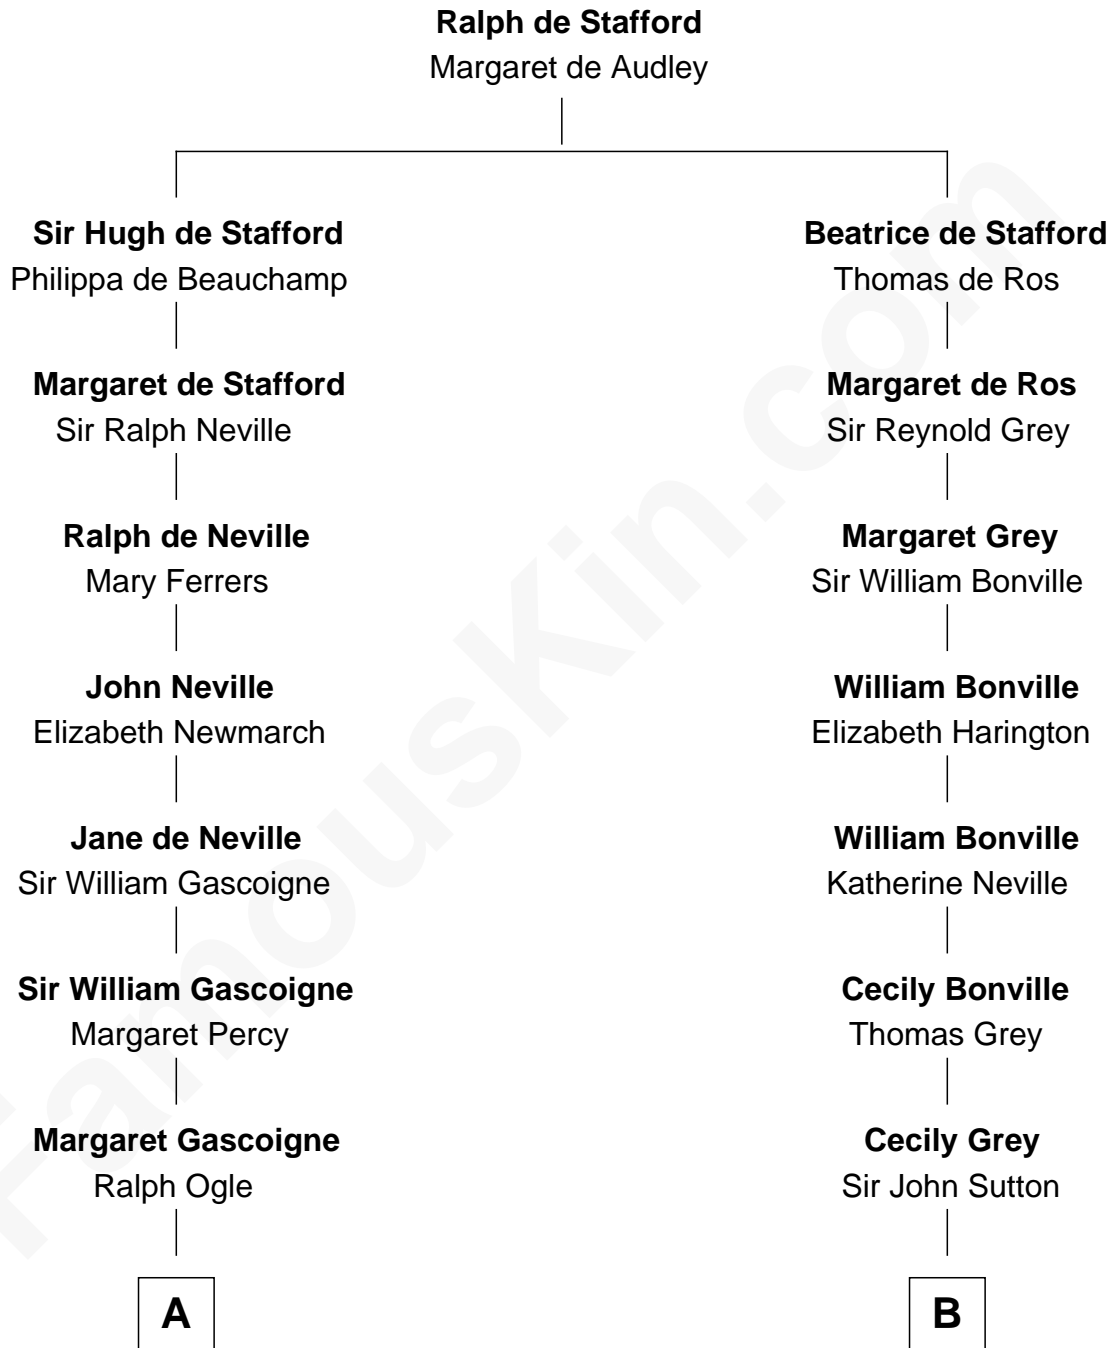 Ralph de Stafford
Margaret de Audley
Sir Hugh de Stafford
Philippa de Beauchamp
Beatrice de Stafford
Thomas de Ros
Margaret de Stafford
Sir Ralph Neville
Margaret de Ros
Sir Reynold Grey
Ralph de Neville
Mary Ferrers
Margaret Grey
Sir William Bonville
John Neville
Elizabeth Newmarch
William Bonville
Elizabeth Harington
Jane de Neville
Sir William Gascoigne
William Bonville
Katherine Neville
Sir William Gascoigne
Margaret Percy
Cecily Bonville
Thomas Grey
Margaret Gascoigne
Ralph Ogle
Cecily Grey
Sir John Sutton
A
B
FamousKin.com